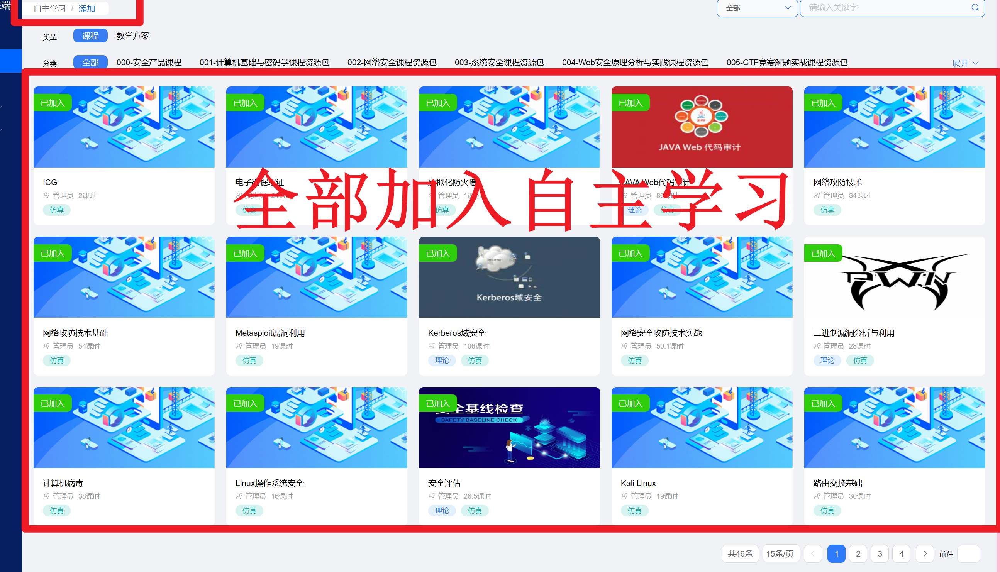 自主学习 / 添加
全部
请输入关键字
类型 课程 教学方案
分类 全部 000-安全产品课程 001-计算机基础与密码学课程资源包 002-网络安全课程资源包 003-系统安全课程资源包 004-Web安全原理分析与实践课程资源包 005-CTF竞赛解题实战课程资源包 展开
已加入 已加入 已加入 已加入 已加入
Java
JAVA Web 代码审计
全部加入自主学习
ICG 电子数据取证 虚拟化防火墙 JAVA Web代码审计 网络攻防技术
管理员 2课时 管理员 1课时 管理员 86课时 管理员 34课时
仿真 仿真 仿真 理论 仿真 仿真
已加入 已加入 已加入 已加入 已加入
Internet
PWN
Kerberos域安全
网络攻防技术基础 Metasploit漏洞利用 Kerberos域安全 网络安全攻防技术实战 二进制漏洞分析与利用
管理员 54课时 管理员 19课时 管理员 106课时 管理员 50.1课时 管理员 28课时
仿真 仿真 理论 仿真 仿真 理论 仿真
已加入 已加入 已加入 已加入 已加入
安全基线检查
SAFETY BASELINE CHECK
计算机病毒 Linux操作系统安全 安全评估 Kali Linux 路由交换基础
管理员 38课时 管理员 16课时 管理员 26.5课时 管理员 19课时 管理员 30课时
仿真 仿真 理论 仿真 仿真 仿真
共46条 15条/页 1 2 3 4 前往